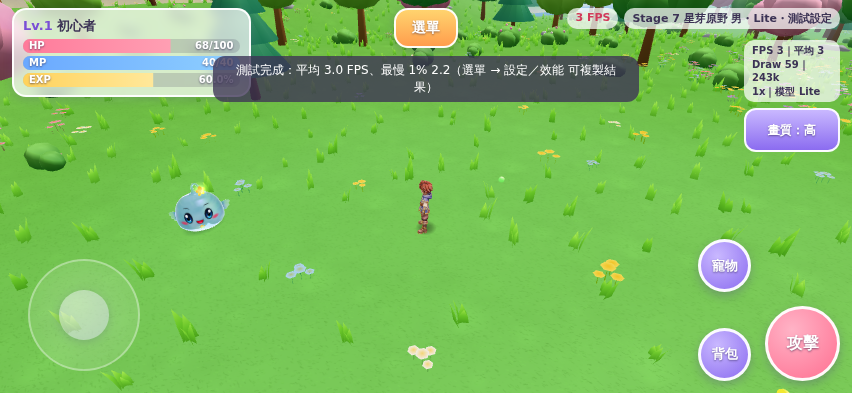 Lv.1 初心者
HP 68/100
MP
EXP
選單
3 FPS
Stage 7 星芽原野 男・Lite・測試設定
FPS 3｜平均 3
Draw 59｜
243k
1x｜模型 Lite
畫質：高
測試完成：平均 3.0 FPS、最慢 1% 2.2（選單 → 設定／效能 可複製結
果）
寵物
背包
攻擊